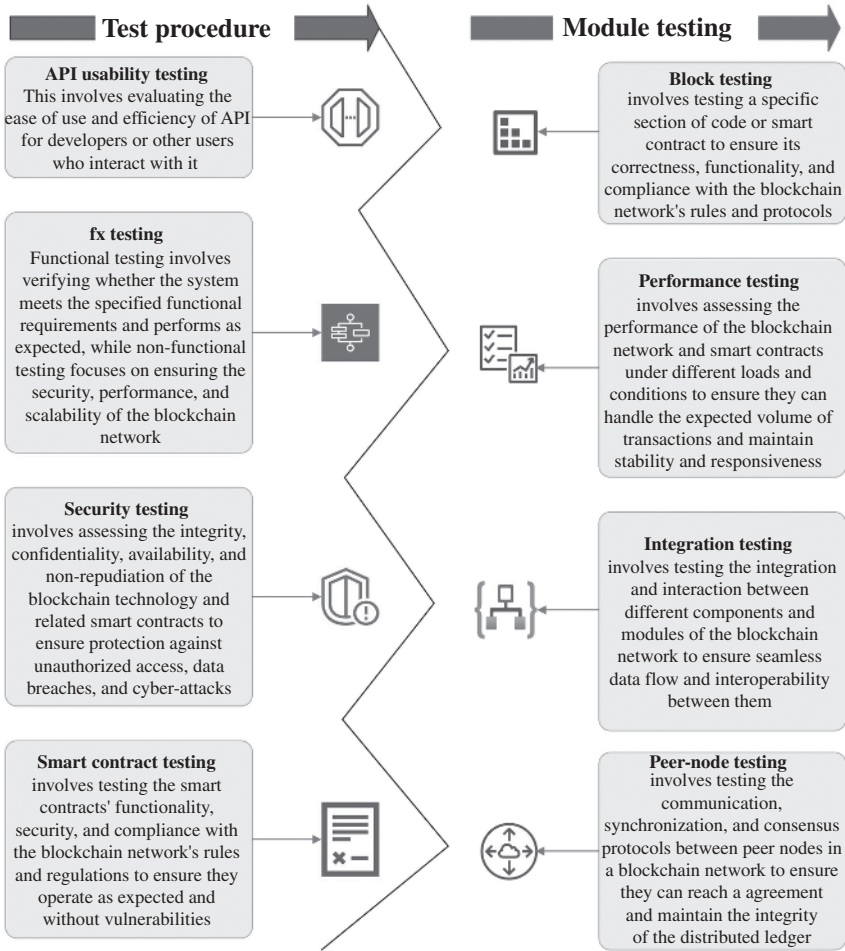 Test procedure
API usability testing
This involves evaluating the
ease of use and efficiency of API
for developers or other users
who interact with it
fx testing
Functional testing involves
verifying whether the system
meets the specified functional
requirements and performs as
expected, while non-functional
testing focuses on ensuring the
security, performance, and
scalability of the blockchain
network
Security testing
involves assessing the integrity,
confidentiality, availability, and
non-repudiation of the
blockchain technology and
related smart contracts to
ensure protection against
unauthorized access, data
breaches, and cyber-attacks
Smart contract testing
involves testing the smart
contracts' functionality,
security, and compliance with
the blockchain network's rules
and regulations to ensure they
operate as expected and
without vulnerabilities
Module testing
Block testing
involves testing a specific
section of code or smart
contract to ensure its
correctness, functionality, and
compliance with the blockchain
network's rules and protocols
Performance testing
involves assessing the
performance of the blockchain
network and smart contracts
under different loads and
conditions to ensure they can
handle the expected volume of
transactions and maintain
stability and responsiveness
Integration testing
involves testing the integration
and interaction between
different components and
modules of the blockchain
network to ensure seamless
data flow and interoperability
between them
Peer-node testing
involves testing the
communication,
synchronization, and consensus
protocols between peer nodes in
a blockchain network to ensure
they can reach a agreement
and maintain the integrity
of the distributed ledger